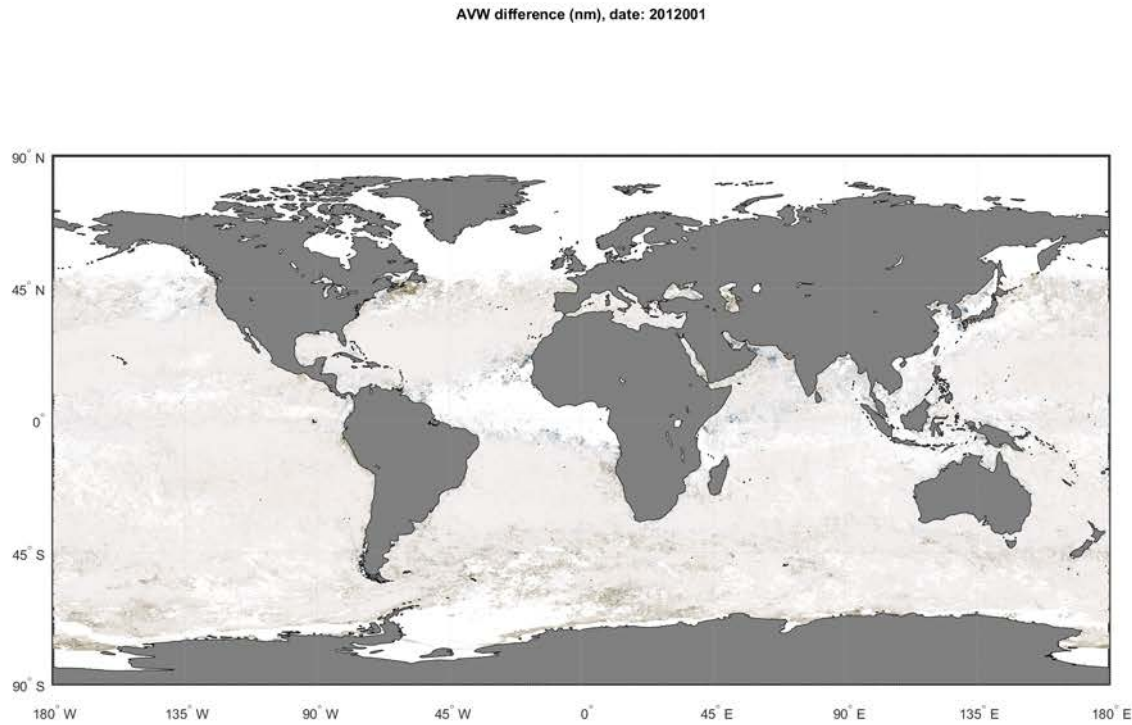 AVW difference (nm), date: 2012001
90° N
45° N
0°
45° S
90° S
180° W 135° W 90° W 45° W 0° 45° E 90° E 135° E 180° E